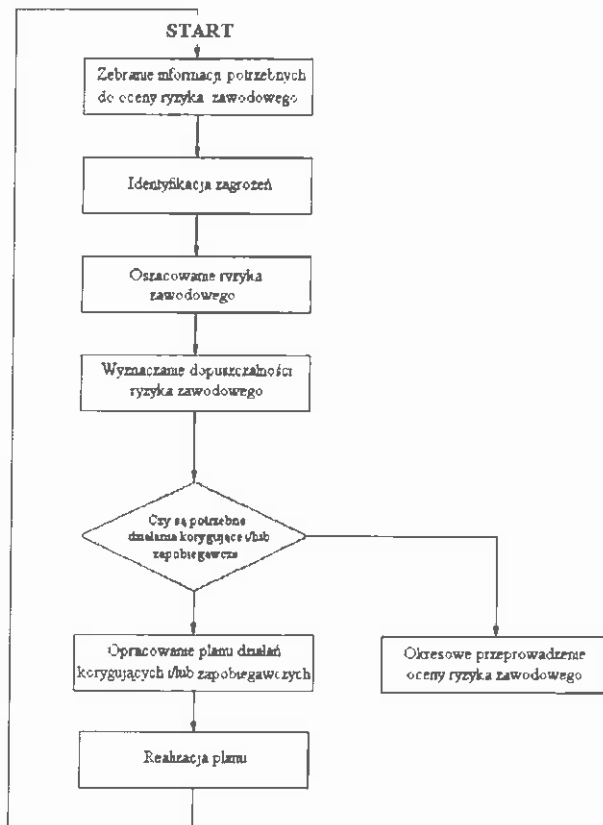 START
Zebranie informacji potrzebnych
do oceny ryzyka zawodowego
Identyfikacja zagrożeń
Oszacowanie ryzyka
zawodowego
Wyznaczanie dopuszczalności
ryzyka zawodowego
Czy są potrzebne
działania korygujące i/lub
zapobiegawcze
Opracowanie planu działań
korygujących i/lub zapobiegawczych
Okresowe przeprowadzenie
oceny ryzyka zawodowego
Realizacja planu